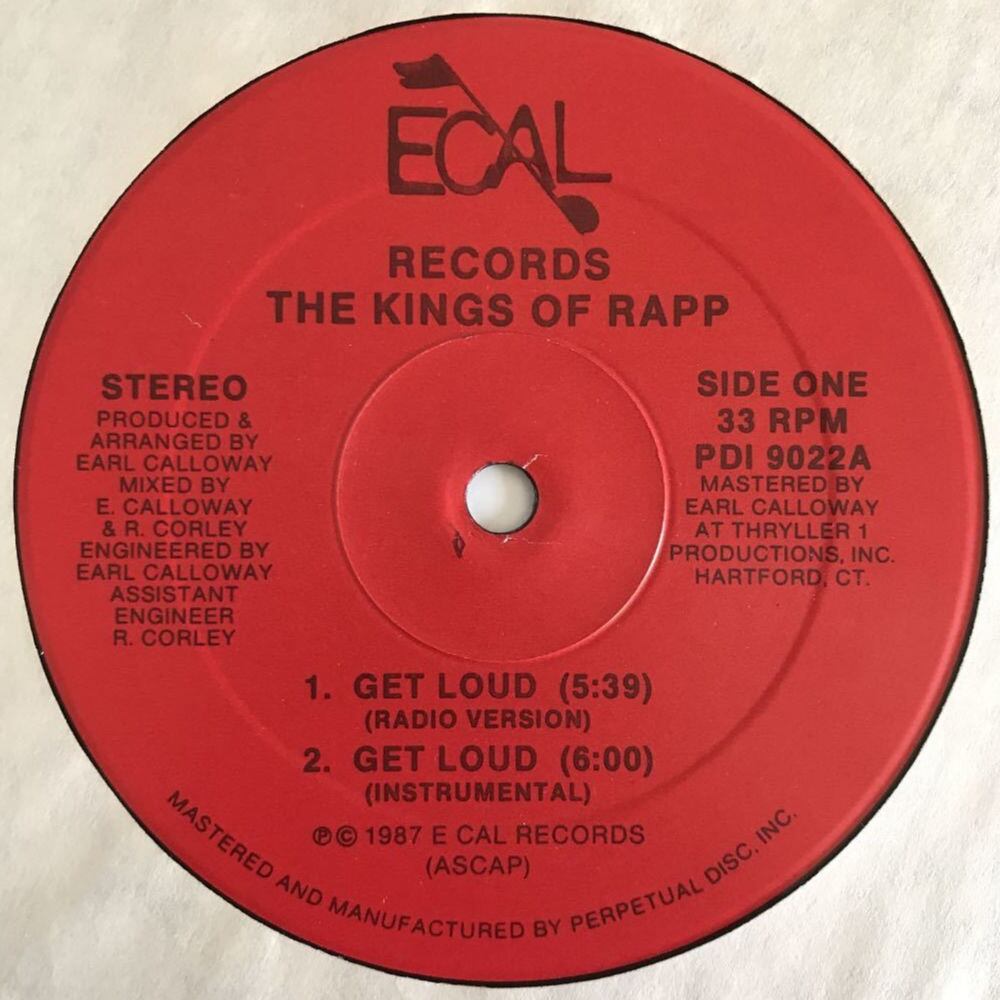 ECAL
RECORDS
THE KINGS OF RAPP
STEREO
PRODUCED &
ARRANGED BY
EARL CALLOWAY
MIXED BY
E. CALLOWAY
& R. CORLEY
ENGINEERED BY
EARL CALLOWAY
ASSISTANT
ENGINEER
R. CORLEY
SIDE ONE
33 RPM
PDI 9022A
MASTERED BY
EARL CALLOWAY
AT THRYLLER 1
PRODUCTIONS, INC.
HARTFORD, CT.
1. GET LOUD (5:39)
(RADIO VERSION)
2. GET LOUD (6:00)
(INSTRUMENTAL)
℗© 1987 E CAL RECORDS
(ASCAP)
MASTERED AND MANUFACTURED BY PERPETUAL DISC. INC.